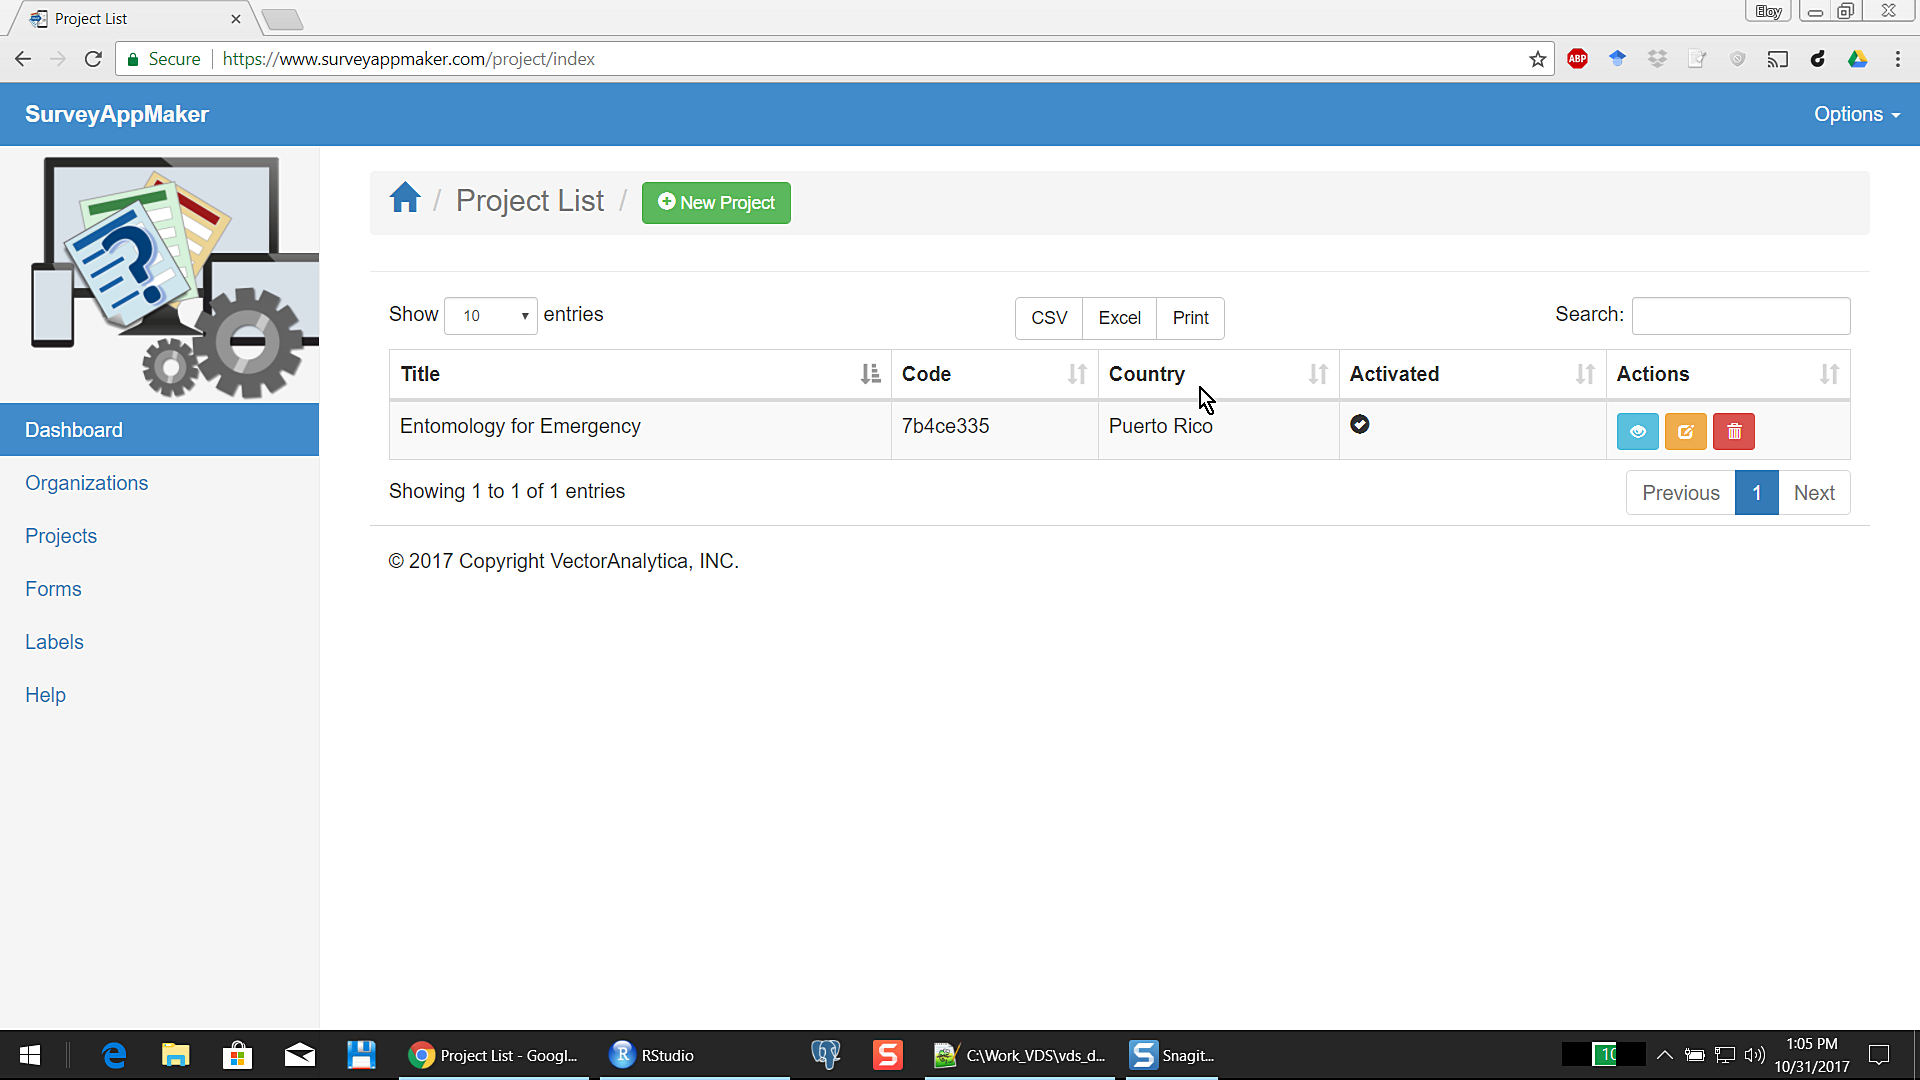 Project List
Eloy
Secure
https://www.surveyappmaker.com/project/index
ABP
SurveyAppMaker
Options
Dashboard
Organizations
Projects
Forms
Labels
Help
/ Project List / New Project
Show 10 entries
CSV Excel Print
Search:
Title Code Country Activated Actions
Entomology for Emergency 7b4ce335 Puerto Rico
Showing 1 to 1 of 1 entries
Previous 1 Next
© 2017 Copyright VectorAnalytica, INC.
Project List - Googl...
RStudio
C:\Work_VDS\vds_d...
Snagit...
1:05 PM
10/31/2017